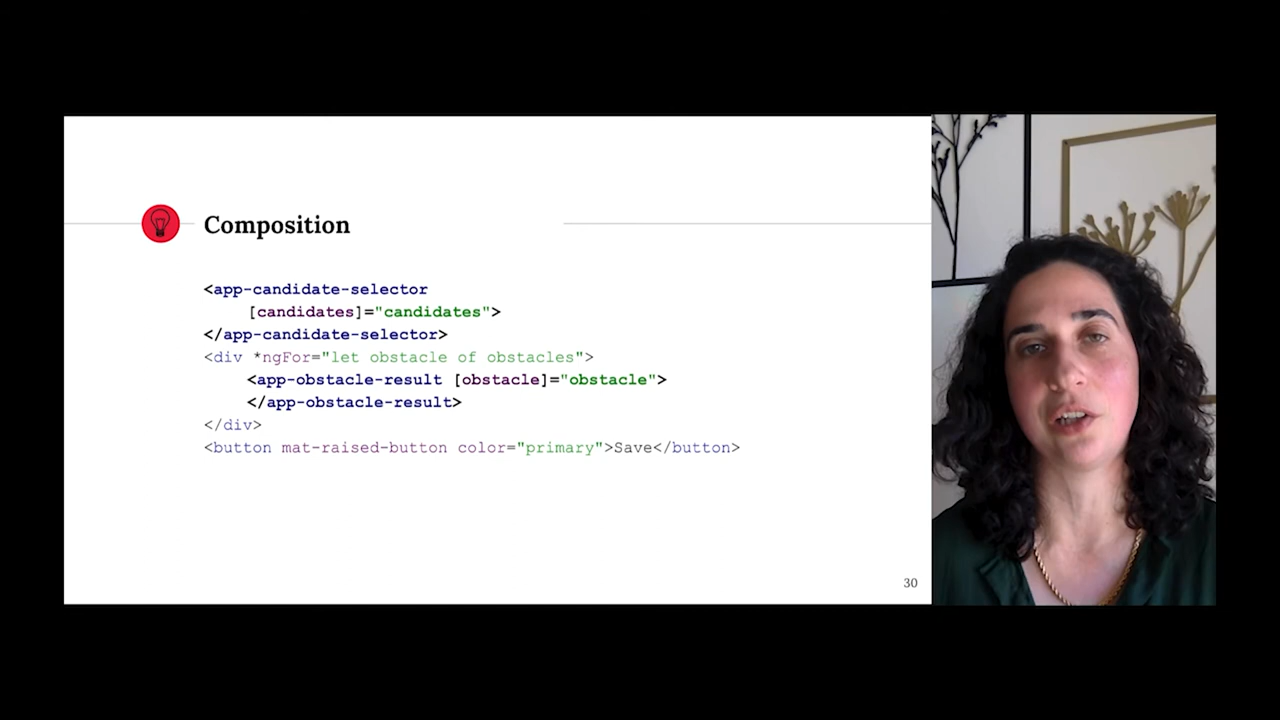 Composition
<app-candidate-selector
[candidates]="candidates">
</app-candidate-selector>
<div *ngFor="let obstacle of obstacles">
<app-obstacle-result [obstacle]="obstacle">
</app-obstacle-result>
</div>
<button mat-raised-button color="primary">Save</button>
30